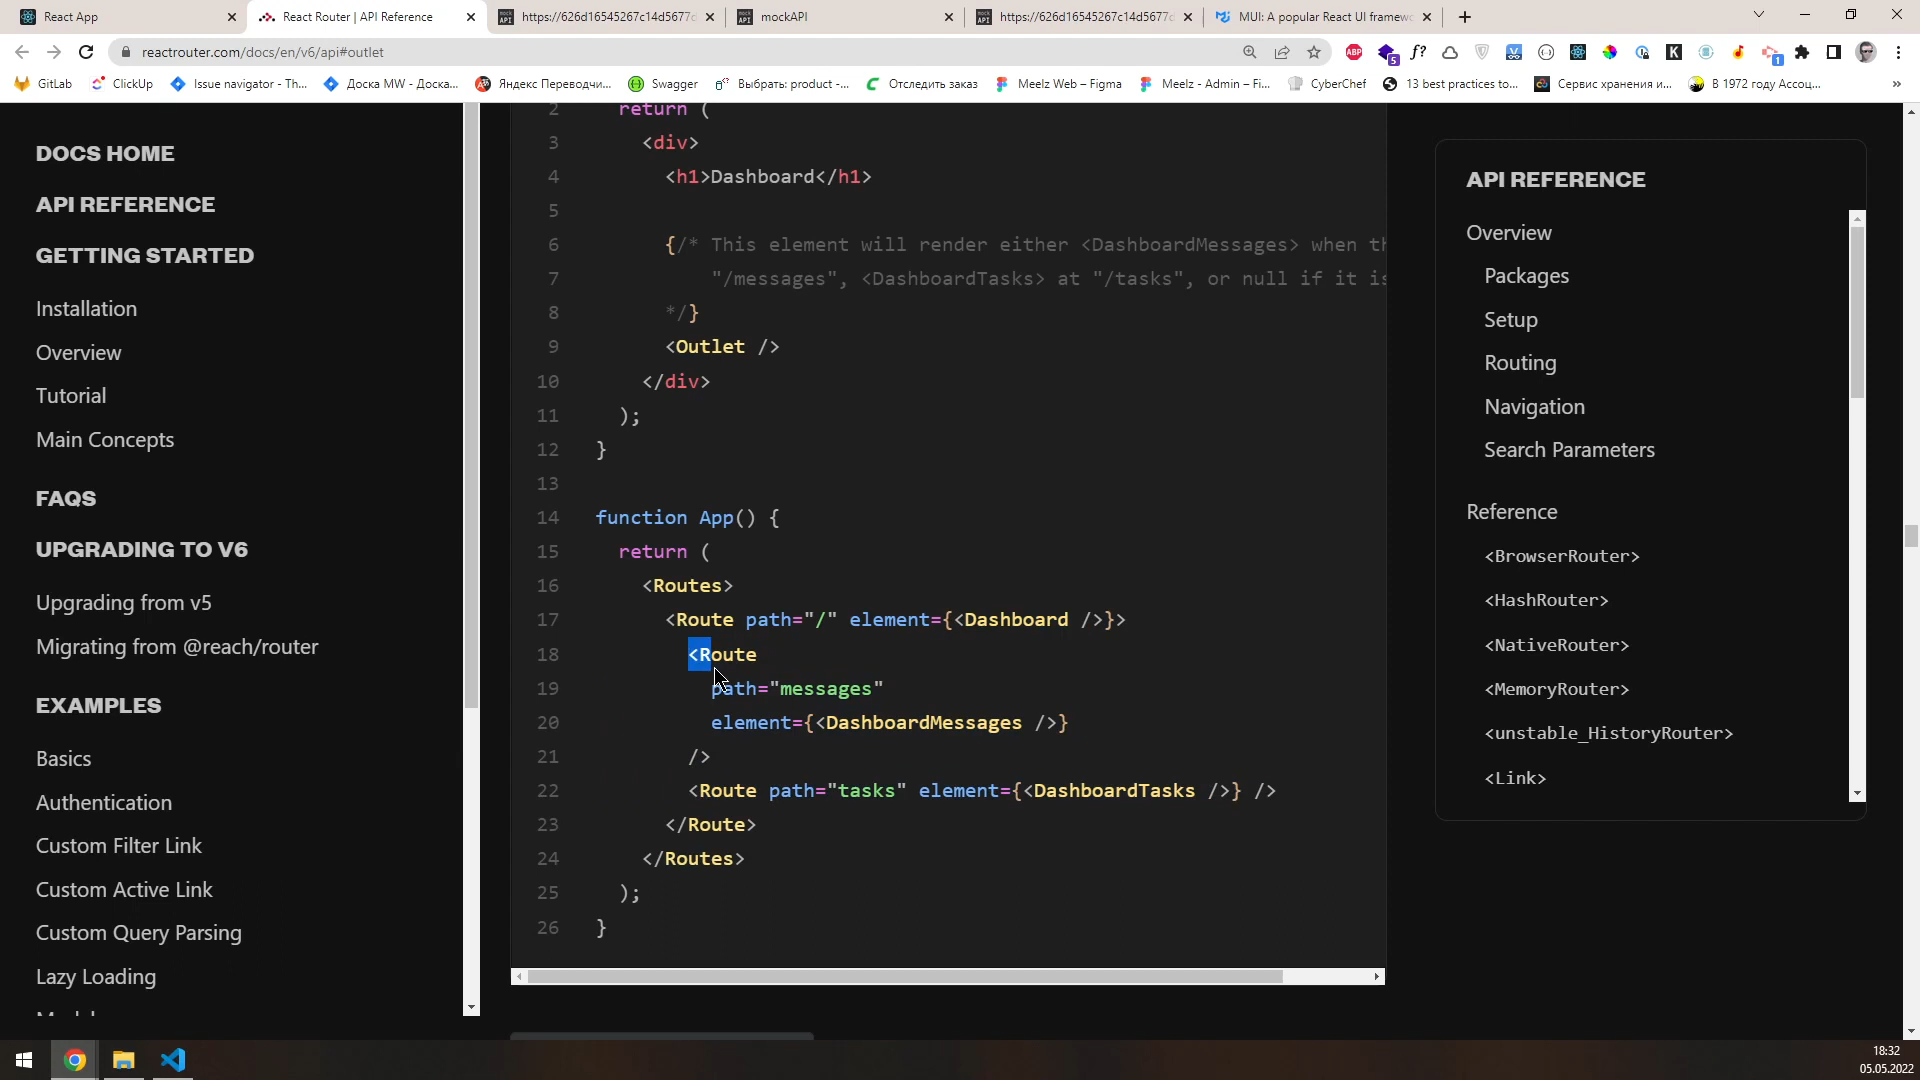 React App
React Router | API Reference
https://626d16545267c14d5677c
mockAPI
https://626d16545267c14d5677c
MUI: A popular React UI framew
reactrouter.com/docs/en/v6/api#outlet
GitLab
ClickUp
Issue navigator - Th...
Доска MW - Доска...
Яндекс Переводчи...
Swagger
Выбрать: product -...
Отследить заказ
Meelz Web – Figma
Meelz - Admin – Fi...
CyberChef
13 best practices to...
Сервис хранения и...
В 1972 году Ассоц...
DOCS HOME
API REFERENCE
GETTING STARTED
Installation
Overview
Tutorial
Main Concepts
FAQS
UPGRADING TO V6
Upgrading from v5
Migrating from @reach/router
EXAMPLES
Basics
Authentication
Custom Filter Link
Custom Active Link
Custom Query Parsing
Lazy Loading
2 return (
3 <div>
4 <h1>Dashboard</h1>
5
6 {/* This element will render either <DashboardMessages> when th
7 "/messages", <DashboardTasks> at "/tasks", or null if it is
8 */}
9 <Outlet />
10 </div>
11 );
12 }
13
14 function App() {
15 return (
16 <Routes>
17 <Route path="/" element={<Dashboard />}>
18 <Route
19 path="messages"
20 element={<DashboardMessages />}
21 />
22 <Route path="tasks" element={<DashboardTasks />} />
23 </Route>
24 </Routes>
25 );
26 }
API REFERENCE
Overview
Packages
Setup
Routing
Navigation
Search Parameters
Reference
<BrowserRouter>
<HashRouter>
<NativeRouter>
<MemoryRouter>
<unstable_HistoryRouter>
<Link>
18:32
05.05.2022